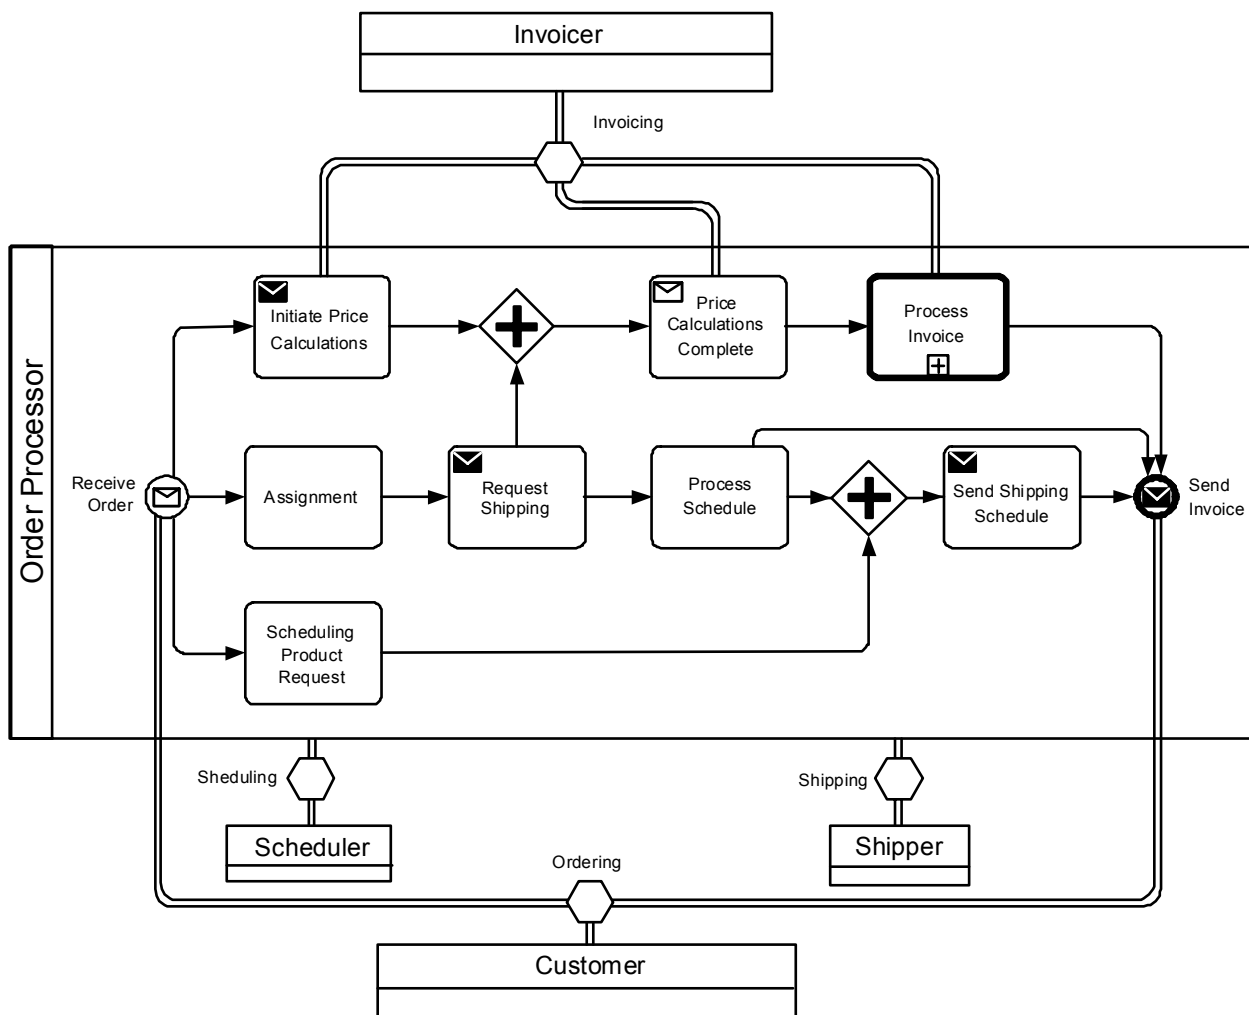 Invoicer
Invoicing
Order Processor
Initiate Price
Calculations
Price
Calculations
Complete
Process
Invoice
Receive
Order
Assignment
Request
Shipping
Process
Schedule
Send Shipping
Schedule
Send
Invoice
Scheduling
Product
Request
Sheduling
Shipping
Scheduler
Shipper
Ordering
Customer